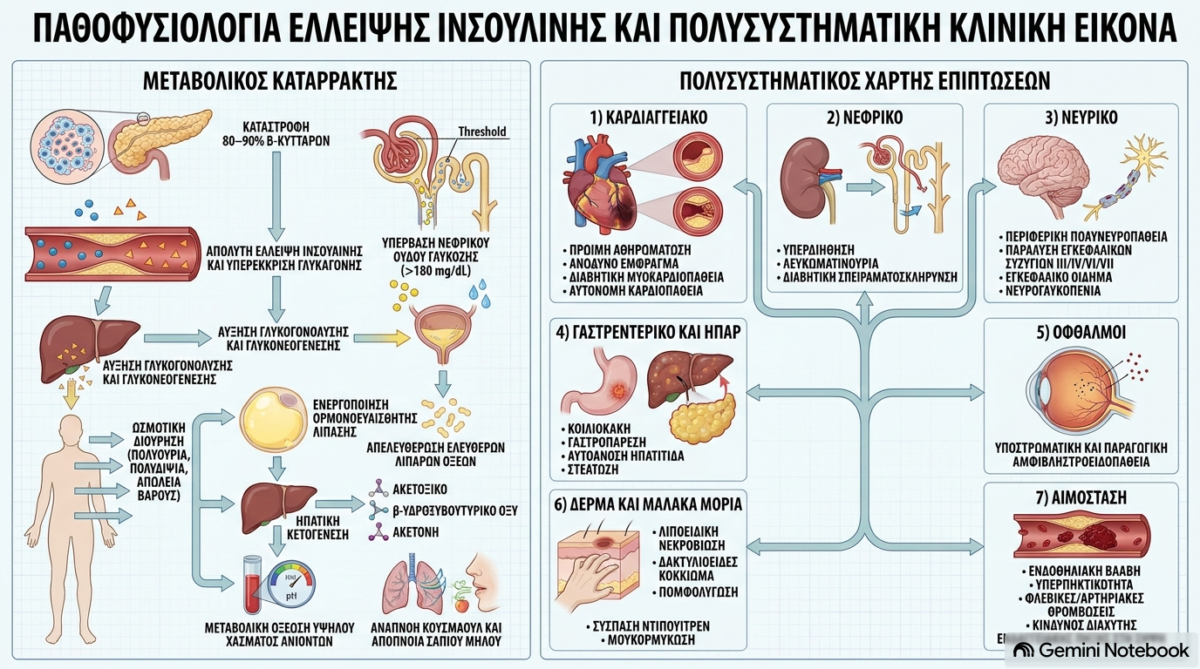 ΠΑΘΟΦΥΣΙΟΛΟΓΙΑ ΕΛΛΕΙΨΗΣ ΙΝΣΟΥΛΙΝΗΣ ΚΑΙ ΠΟΛΥΣΥΣΤΗΜΑΤΙΚΗ ΚΛΙΝΙΚΗ ΕΙΚΟΝΑ
ΜΕΤΑΒΟΛΙΚΟΣ ΚΑΤΑΡΡΑΚΤΗΣ
ΚΑΤΑΣΤΡΟΦΗ
80–90% Β-ΚΥΤΤΑΡΩΝ
Threshold
ΑΠΟΛΥΤΗ ΕΛΛΕΙΨΗ ΙΝΣΟΥΛΙΝΗΣ
ΚΑΙ ΥΠΕΡΕΚΚΡΙΣΗ ΓΛΥΚΑΓΟΝΗΣ
ΥΠΕΡΒΑΣΗ ΝΕΦΡΙΚΟΥ
ΟΥΔΟΥ ΓΛΥΚΟΖΗΣ
(>180 mg/dL)
ΑΥΞΗΣΗ ΓΛΥΚΟΓΟΝΟΛΥΣΗΣ
ΚΑΙ ΓΛΥΚΟΝΕΟΓΕΝΕΣΗΣ
ΑΥΞΗΣΗ ΓΛΥΚΟΓΟΝΟΛΥΣΗΣ
ΚΑΙ ΓΛΥΚΟΝΕΟΓΕΝΕΣΗΣ
ΩΣΜΩΤΙΚΗ
ΔΙΟΥΡΗΣΗ
(ΠΟΛΥΟΥΡΙΑ,
ΠΟΛΥΔΙΨΙΑ,
ΑΠΩΛΕΙΑ
ΒΑΡΟΥΣ)
ΕΝΕΡΓΟΠΟΙΗΣΗ
ΟΡΜΟΝΟΕΥΑΙΣΘΗΤΗΣ
ΛΙΠΑΣΗΣ
ΑΠΕΛΕΥΘΕΡΩΣΗ ΕΛΕΥΘΕΡΩΝ
ΛΙΠΑΡΩΝ ΟΞΕΩΝ
ΗΠΑΤΙΚΗ
ΚΕΤΟΓΕΝΕΣΗ
ΑΚΕΤΟΞΙΚΟ
β-ΥΔΡΟΞΥΒΟΥΤΥΡΙΚΟ ΟΞΥ
ΑΚΕΤΟΝΗ
pH
ΜΕΤΑΒΟΛΙΚΗ ΟΞΕΩΣΗ ΥΨΗΛΟΥ
ΧΑΣΜΑΤΟΣ ΑΝΙΟΝΤΩΝ
ΑΝΑΠΝΟΗ ΚΟΥΣΜΑΟΥΛ ΚΑΙ
ΑΠΟΠΝΟΙΑ ΣΑΠΙΟΥ ΜΗΛΟΥ
ΠΟΛΥΣΥΣΤΗΜΑΤΙΚΟΣ ΧΑΡΤΗΣ ΕΠΙΠΤΩΣΕΩΝ
1) ΚΑΡΔΙΑΓΓΕΙΑΚΟ
• ΠΡΟΙΜΗ ΑΘΗΡΟΜΑΤΩΣΗ
• ΑΝΩΔΥΝΟ ΕΜΦΡΑΓΜΑ
• ΔΙΑΒΗΤΙΚΗ ΜΥΟΚΑΡΔΙΟΠΑΘΕΙΑ
• ΑΥΤΟΝΟΜΗ ΚΑΡΔΙΟΠΑΘΕΙΑ
2) ΝΕΦΡΙΚΟ
• ΥΠΕΡΔΙΗΘΗΣΗ
• ΛΕΥΚΩΜΑΤΙΝΟΥΡΙΑ
• ΔΙΑΒΗΤΙΚΗ ΣΠΕΙΡΑΜΑΤΟΣΚΛΗΡΥΝΣΗ
3) ΝΕΥΡΙΚΟ
• ΠΕΡΙΦΕΡΙΚΗ ΠΟΛΥΝΕΥΡΟΠΑΘΕΙΑ
• ΠΑΡΑΛΥΣΗ ΕΓΚΕΦΑΛΙΚΩΝ
ΣΥΖΥΓΙΩΝ III/IV/VI/VII
• ΕΓΚΕΦΑΛΙΚΟ ΟΙΔΗΜΑ
• ΝΕΥΡΟΓΛΥΚΟΠΕΝΙΑ
4) ΓΑΣΤΡΕΝΤΕΡΙΚΟ ΚΑΙ ΗΠΑΡ
• ΚΟΙΛΙΟΚΑΚΗ
• ΓΑΣΤΡΟΠΑΡΕΣΗ
• ΑΥΤΟΑΝΟΣΗ ΗΠΑΤΙΤΙΔΑ
• ΣΤΕΑΤΩΣΗ
5) ΟΦΘΑΛΜΟΙ
ΥΠΟΣΤΡΩΜΑΤΙΚΗ ΚΑΙ ΠΑΡΑΓΩΓΙΚΗ
ΑΜΦΙΒΛΗΣΤΡΟΕΙΔΟΠΑΘΕΙΑ
6) ΔΕΡΜΑ ΚΑΙ ΜΑΛΑΚΑ ΜΟΡΙΑ
• ΛΙΠΟΕΙΔΙΚΗ
ΝΕΚΡΟΒΙΩΣΗ
• ΔΑΚΤΥΛΙΟΕΙΔΕΣ
ΚΟΚΚΙΩΜΑ
• ΠΟΜΦΟΛΥΓΩΣΗ
• ΣΥΣΠΑΣΗ ΝΤΙΠΟΥΙΤΡΕΝ
• ΜΟΥΚΟΡΜΥΚΩΣΗ
7) ΑΙΜΟΣΤΑΣΗ
• ΕΝΔΟΘΗΛΙΑΚΗ ΒΛΑΒΗ
• ΥΠΕΡΠΗΚΤΙΚΟΤΗΤΑ
• ΦΛΕΒΙΚΕΣ/ΑΡΤΗΡΙΑΚΕΣ
ΘΡΟΜΒΩΣΕΙΣ
• ΚΙΝΔΥΝΟΣ ΔΙΑΧΥΤΗΣ
Gemini Notebook